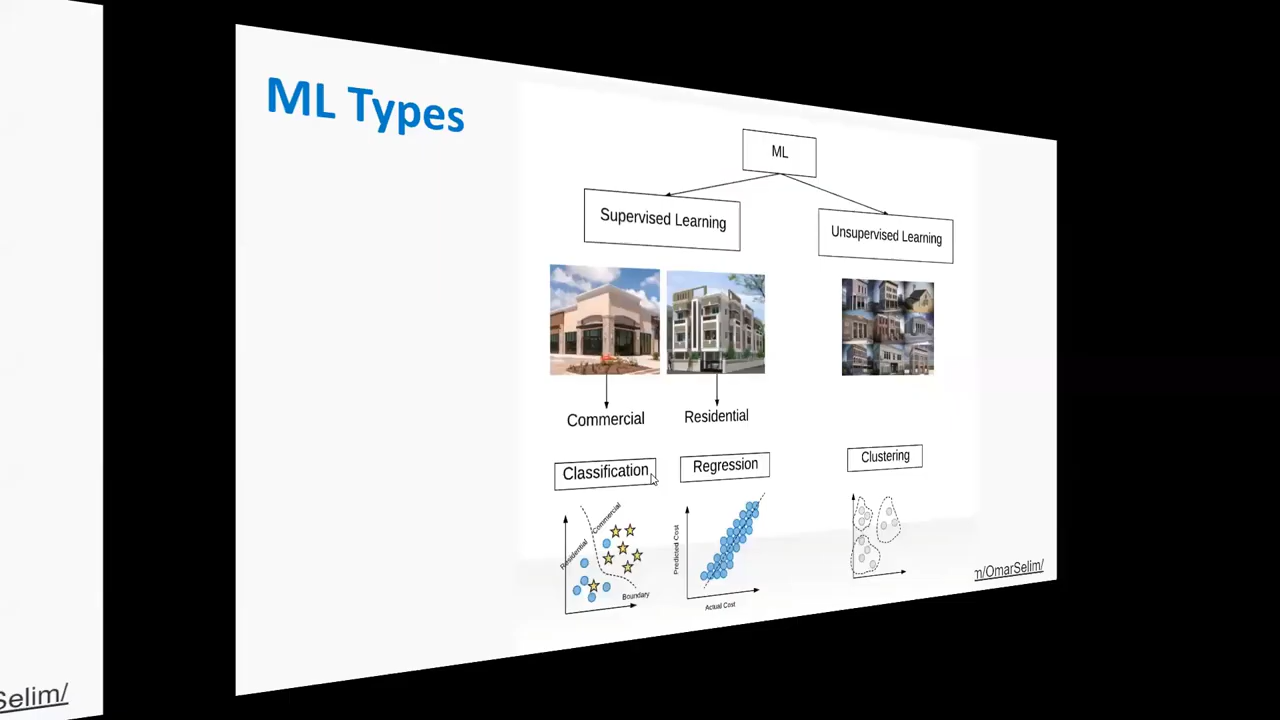 ML Types
ML
Supervised Learning
Unsupervised Learning
Commercial
Residential
Classification
Regression
Clustering
Residential
Commercial
Boundary
Predicted Cost
Actual Cost
m/OmarSelim/
Selim/